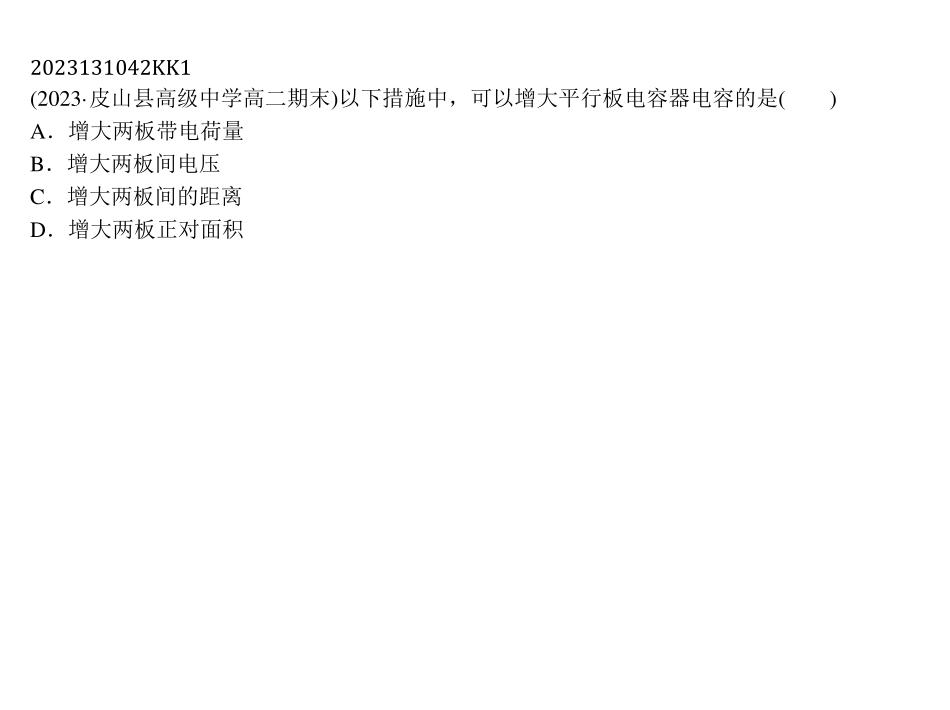 2023131042KK1
(2023·皮山县高级中学高二期末)以下措施中，可以增大平行板电容器电容的是(　　)
A．增大两板带电荷量
B．增大两板间电压
C．增大两板间的距离
D．增大两板正对面积